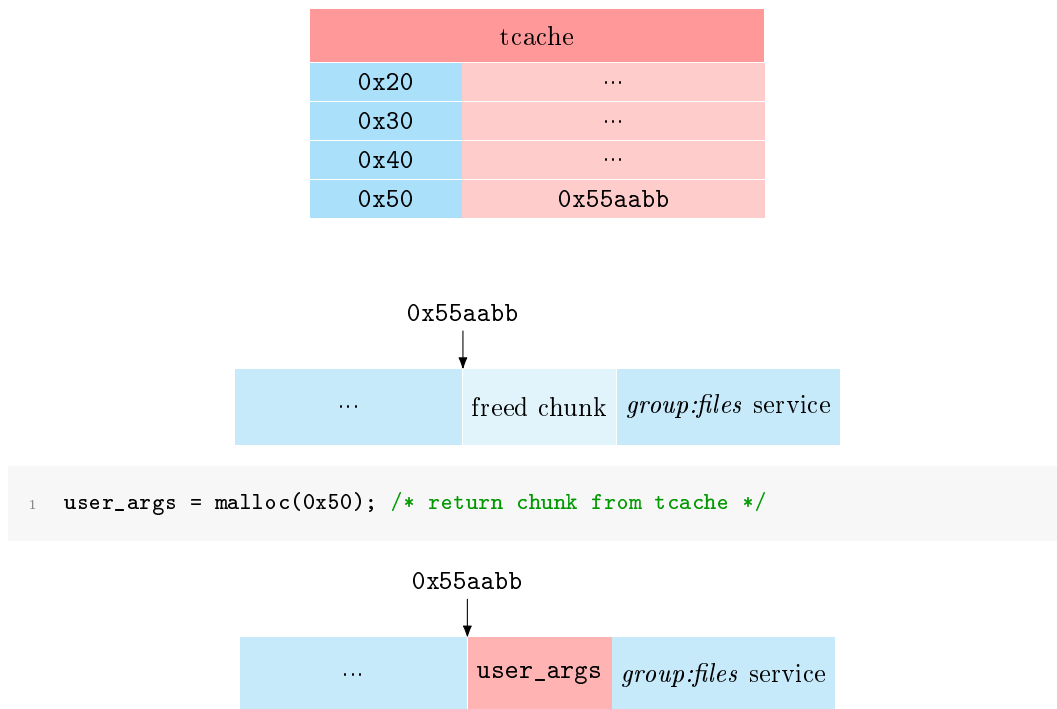 tcache
0x20 ...
0x30 ...
0x40 ...
0x50 0x55aabb
0x55aabb
... freed chunk group:files service
1 user_args = malloc(0x50); /* return chunk from tcache */
0x55aabb
... user_args group:files service